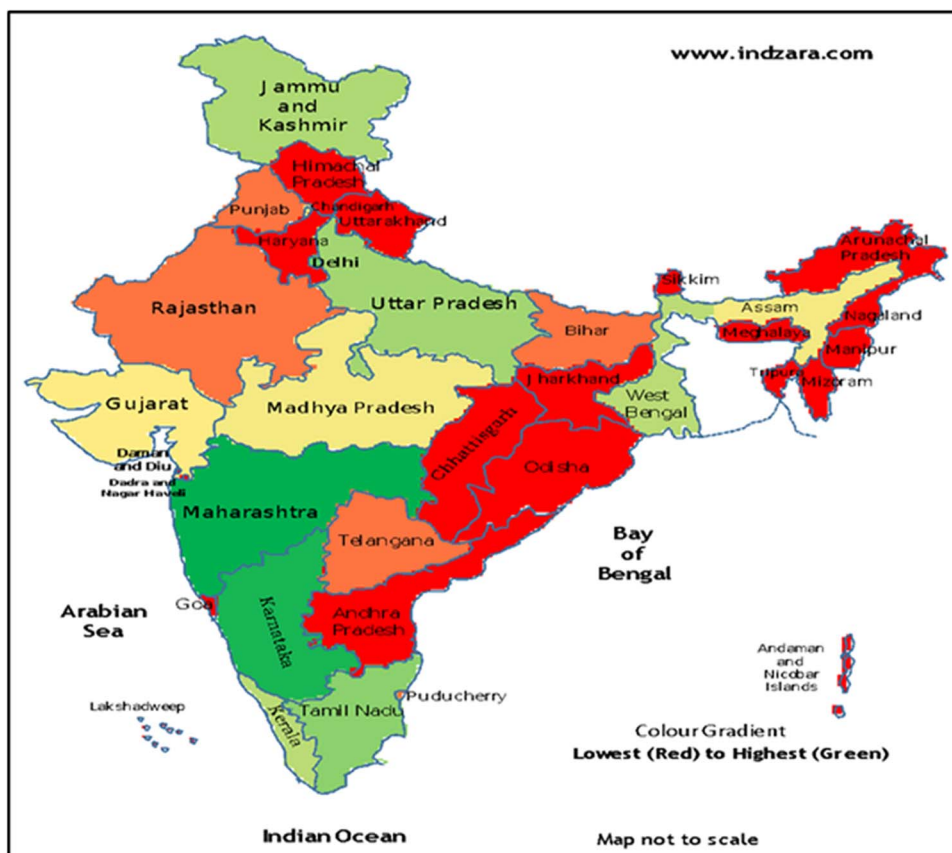 www.indzara.com
Jammu
and
Kashmir
Himachal
Pradesh
Punjab
Chandigarh
Uttarakhand
Haryana
Delhi
Arunachal
Pradesh
Sikkim
Rajasthan
Uttar Pradesh
Assam
Nagaland
Bihar
Meghalaya
Manipur
Tripura
Mizoram
Jharkhand
Gujarat
Madhya Pradesh
West
Bengal
Chhattisgarh
Daman
and Diu
Dadra and
Nagar Haveli
Odisha
Maharashtra
Telangana
Bay
of
Bengal
Goa
Arabian
Sea
Karnataka
Andhra
Pradesh
Andaman
and
Nicobar
Islands
Lakshadweep
Kerala
Tamil Nadu
Puducherry
Colour Gradient
Lowest (Red) to Highest (Green)
Indian Ocean
Map not to scale